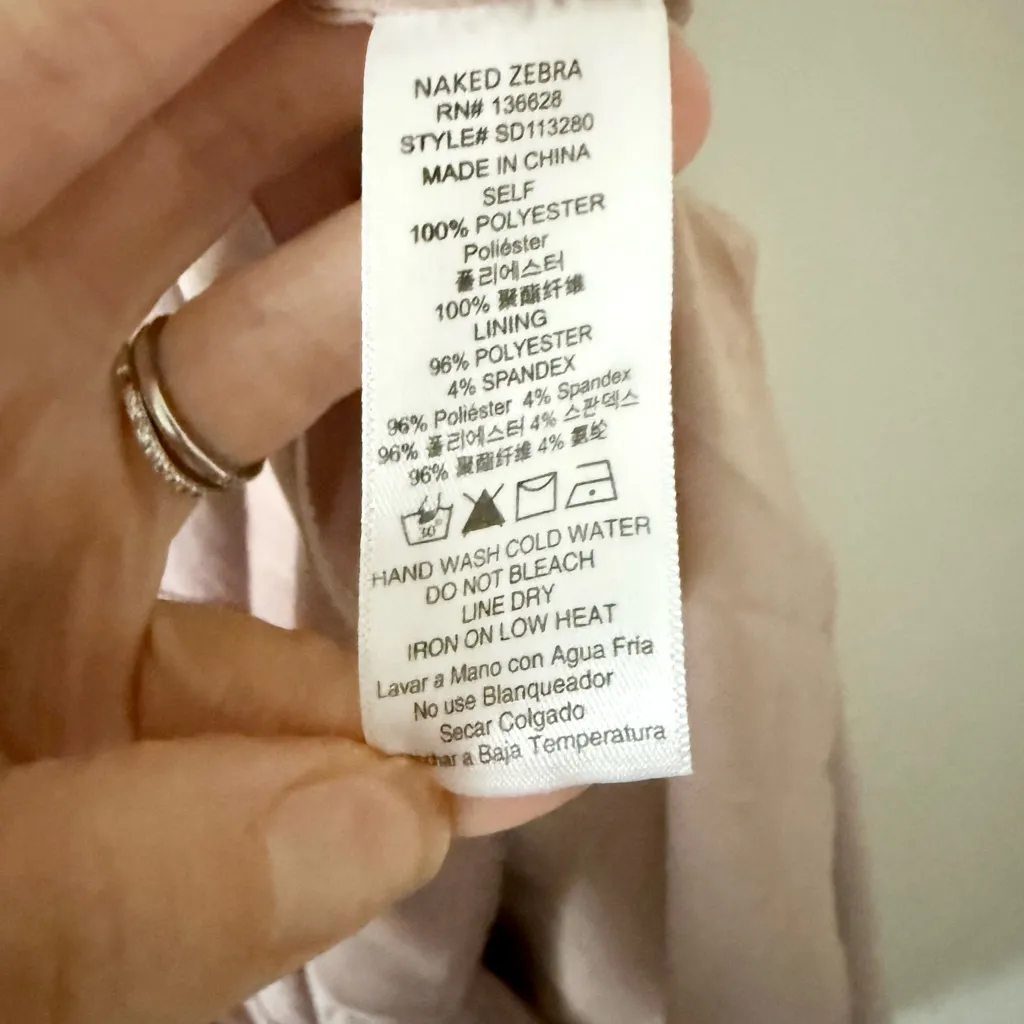 NAKED ZEBRA
RN# 136628
STYLE# SD113280
MADE IN CHINA
SELF
100% POLYESTER
Poliéster
폴리에스터
100% 聚酯纤维
LINING
96% POLYESTER
4% SPANDEX
96% Poliéster 4% Spandex
96% 폴리에스터 4% 스판덱스
96% 聚酯纤维 4% 氨纶
30°
HAND WASH COLD WATER
DO NOT BLEACH
LINE DRY
IRON ON LOW HEAT
Lavar a Mano con Agua Fría
No use Blanqueador
Secar Colgado
a Baja Temperatura